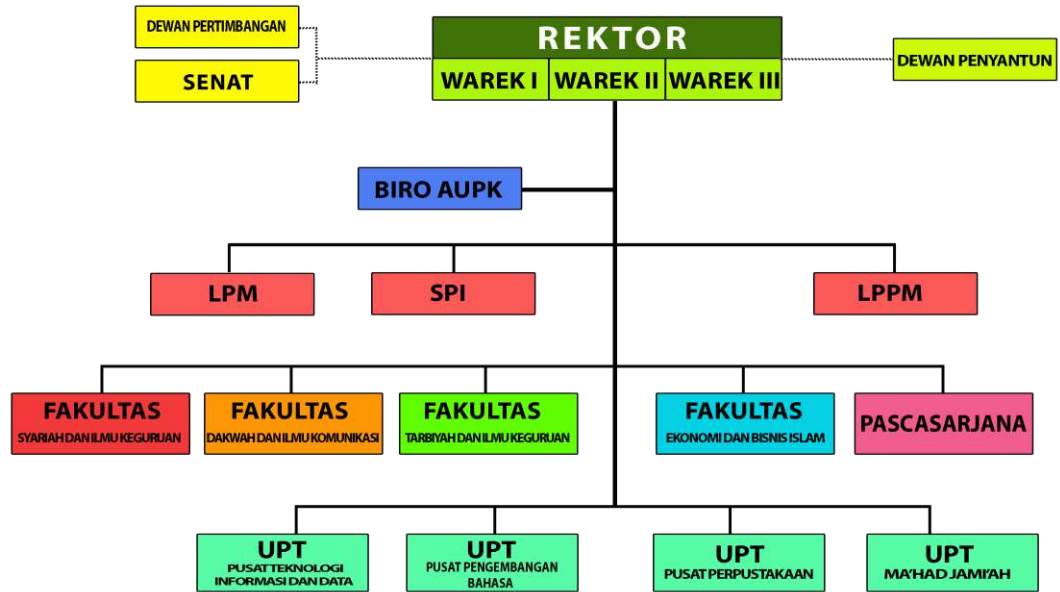 DEWAN PERTIMBANGAN
SENAT
REKTOR
WAREK I WAREK II WAREK III
DEWAN PENYANTUN
BIRO AUPK
LPM
SPI
LPPM
FAKULTAS
SYARIAH DAN ILMU KEGURUAN
FAKULTAS
DAKWAH DAN ILMU KOMUNIKASI
FAKULTAS
TARBIYAH DAN ILMU KEGURUAN
FAKULTAS
EKONOMI DAN BISNIS ISLAM
PASCASARJANA
UPT
PUSAT TEKNOLOGI
INFORMASI DAN DATA
UPT
PUSAT PENGEMBANGAN
BAHASA
UPT
PUSAT PERPUSTAKAAN
UPT
MA'HAD JAMI'AH